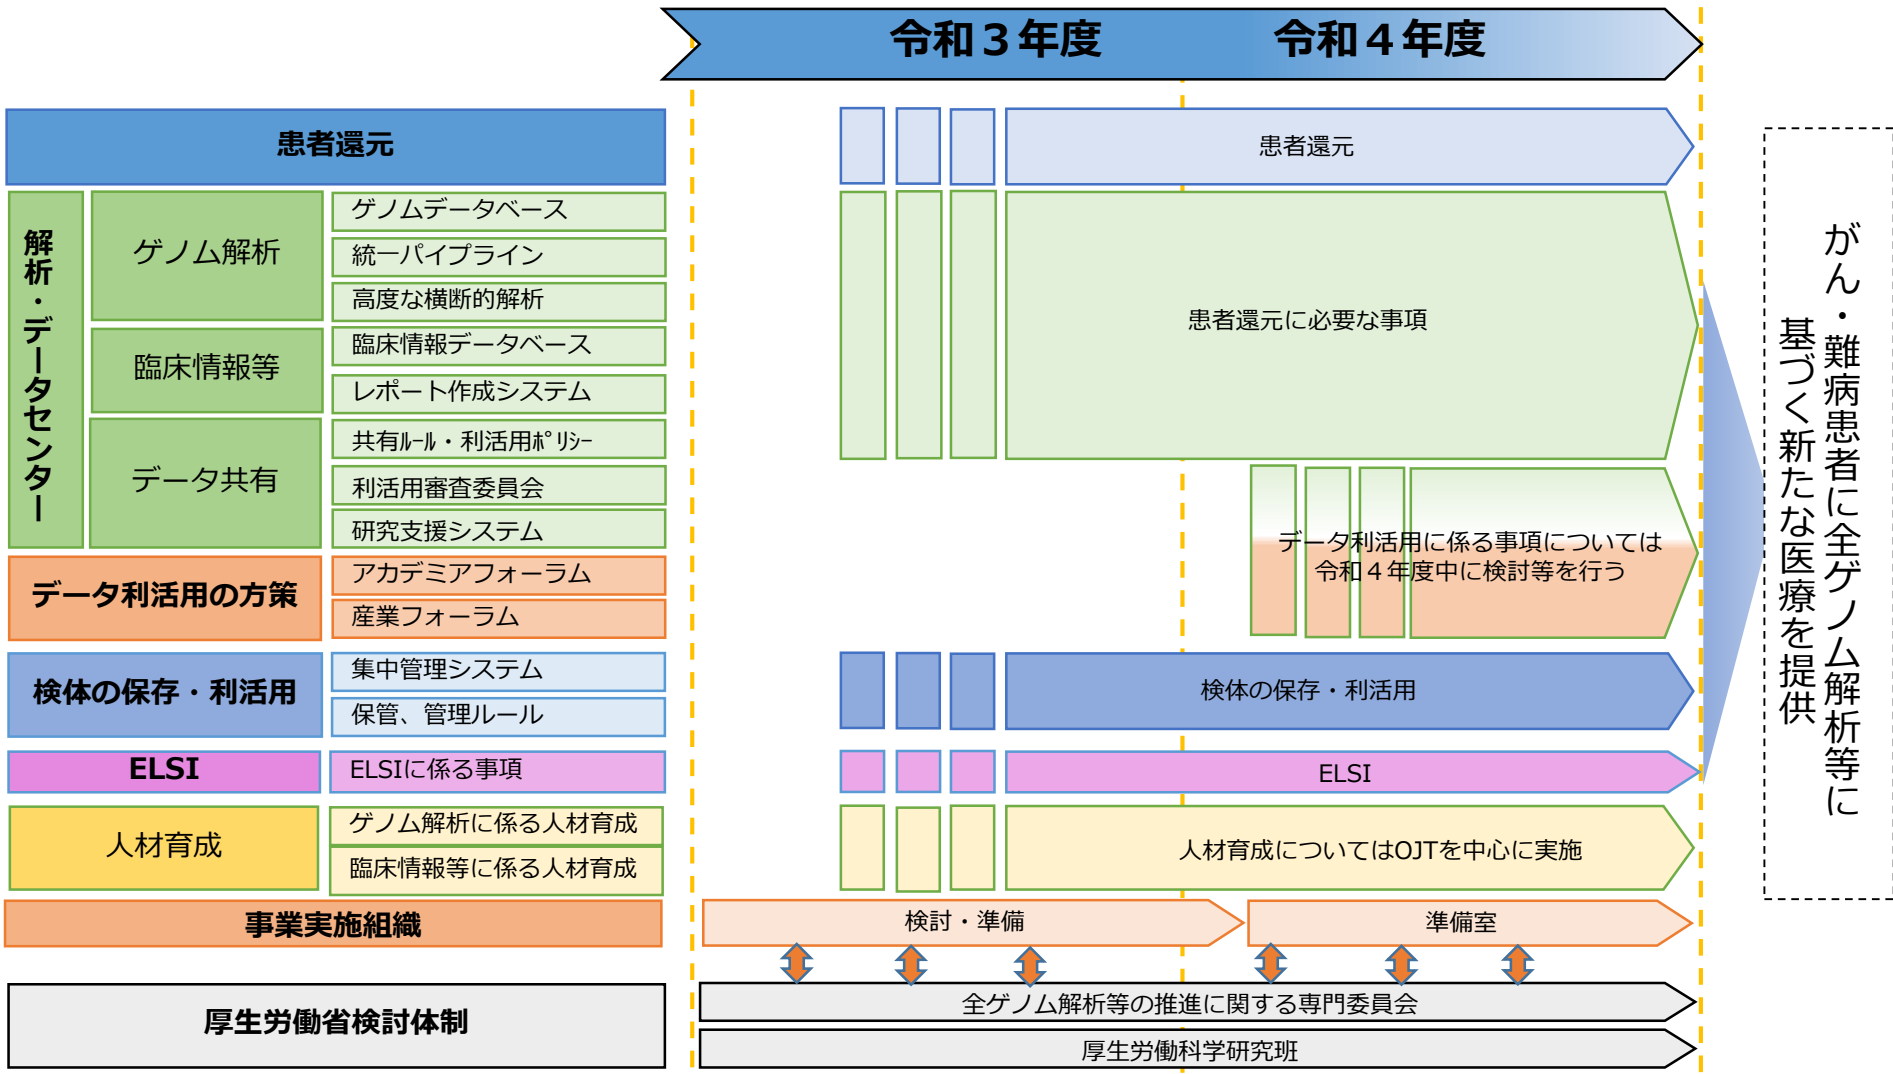 令和３年度
令和４年度
患者還元
患者還元
解析・データセンター
ゲノム解析
ゲノムデータベース
統一パイプライン
高度な横断的解析
臨床情報等
臨床情報データベース
レポート作成システム
データ共有
共有ﾙｰﾙ・利活用ﾎﾟﾘｼｰ
利活用審査委員会
研究支援システム
患者還元に必要な事項
データ利活用に係る事項については
令和４年度中に検討等を行う
データ利活用の方策
アカデミアフォーラム
産業フォーラム
検体の保存・利活用
集中管理システム
保管、管理ルール
検体の保存・利活用
ELSI
ELSIに係る事項
ELSI
人材育成
ゲノム解析に係る人材育成
臨床情報等に係る人材育成
人材育成についてはOJTを中心に実施
事業実施組織
検討・準備
準備室
厚生労働省検討体制
全ゲノム解析等の推進に関する専門委員会
厚生労働科学研究班
がん・難病患者に全ゲノム解析等に
基づく新たな医療を提供